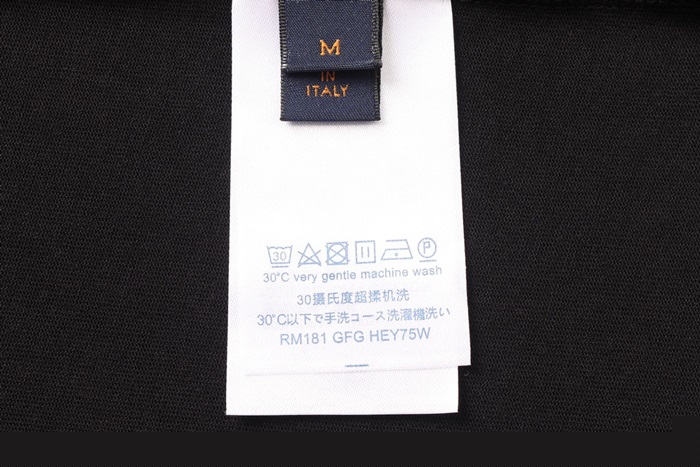 M
IN
ITALY
30
P
30°C very gentle machine wash
30摄氏度超揉机洗
30°C以下で手洗コース洗濯機洗い
RM181 GFG HEY75W